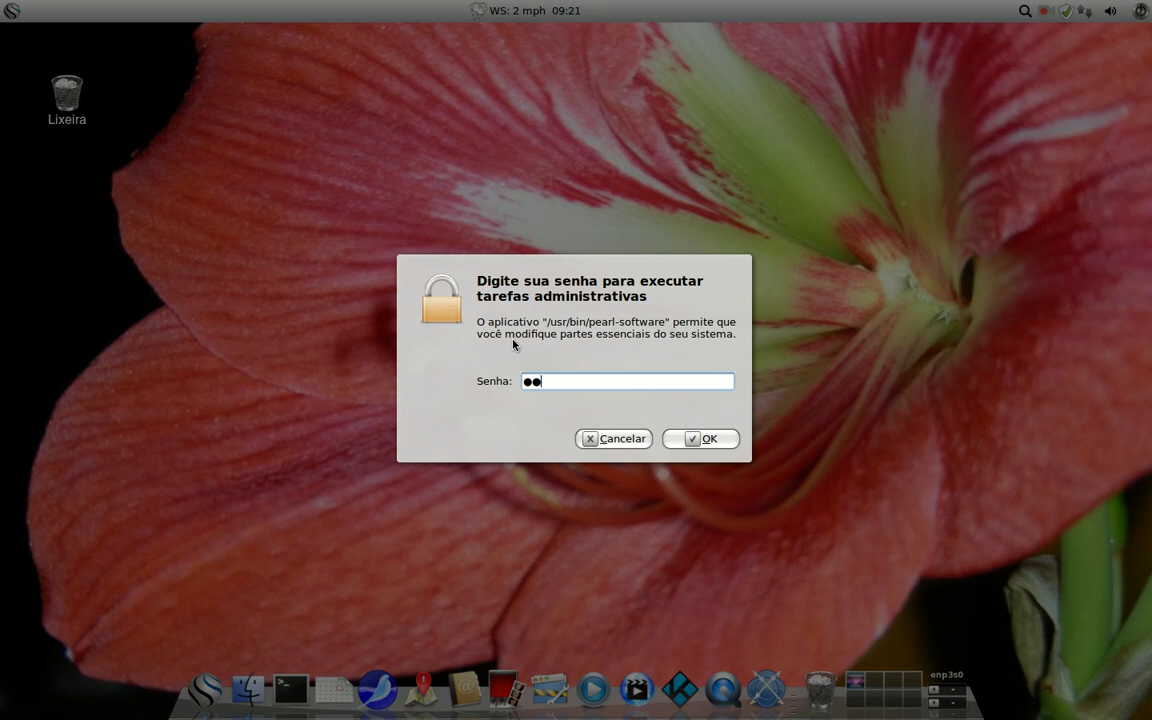 WS: 2 mph 09:21
Lixeira
Digite sua senha para executar
tarefas administrativas
O aplicativo "/usr/bin/pearl-software" permite que
você modifique partes essenciais do seu sistema.
Senha: ●●
Cancelar OK
enp3s0